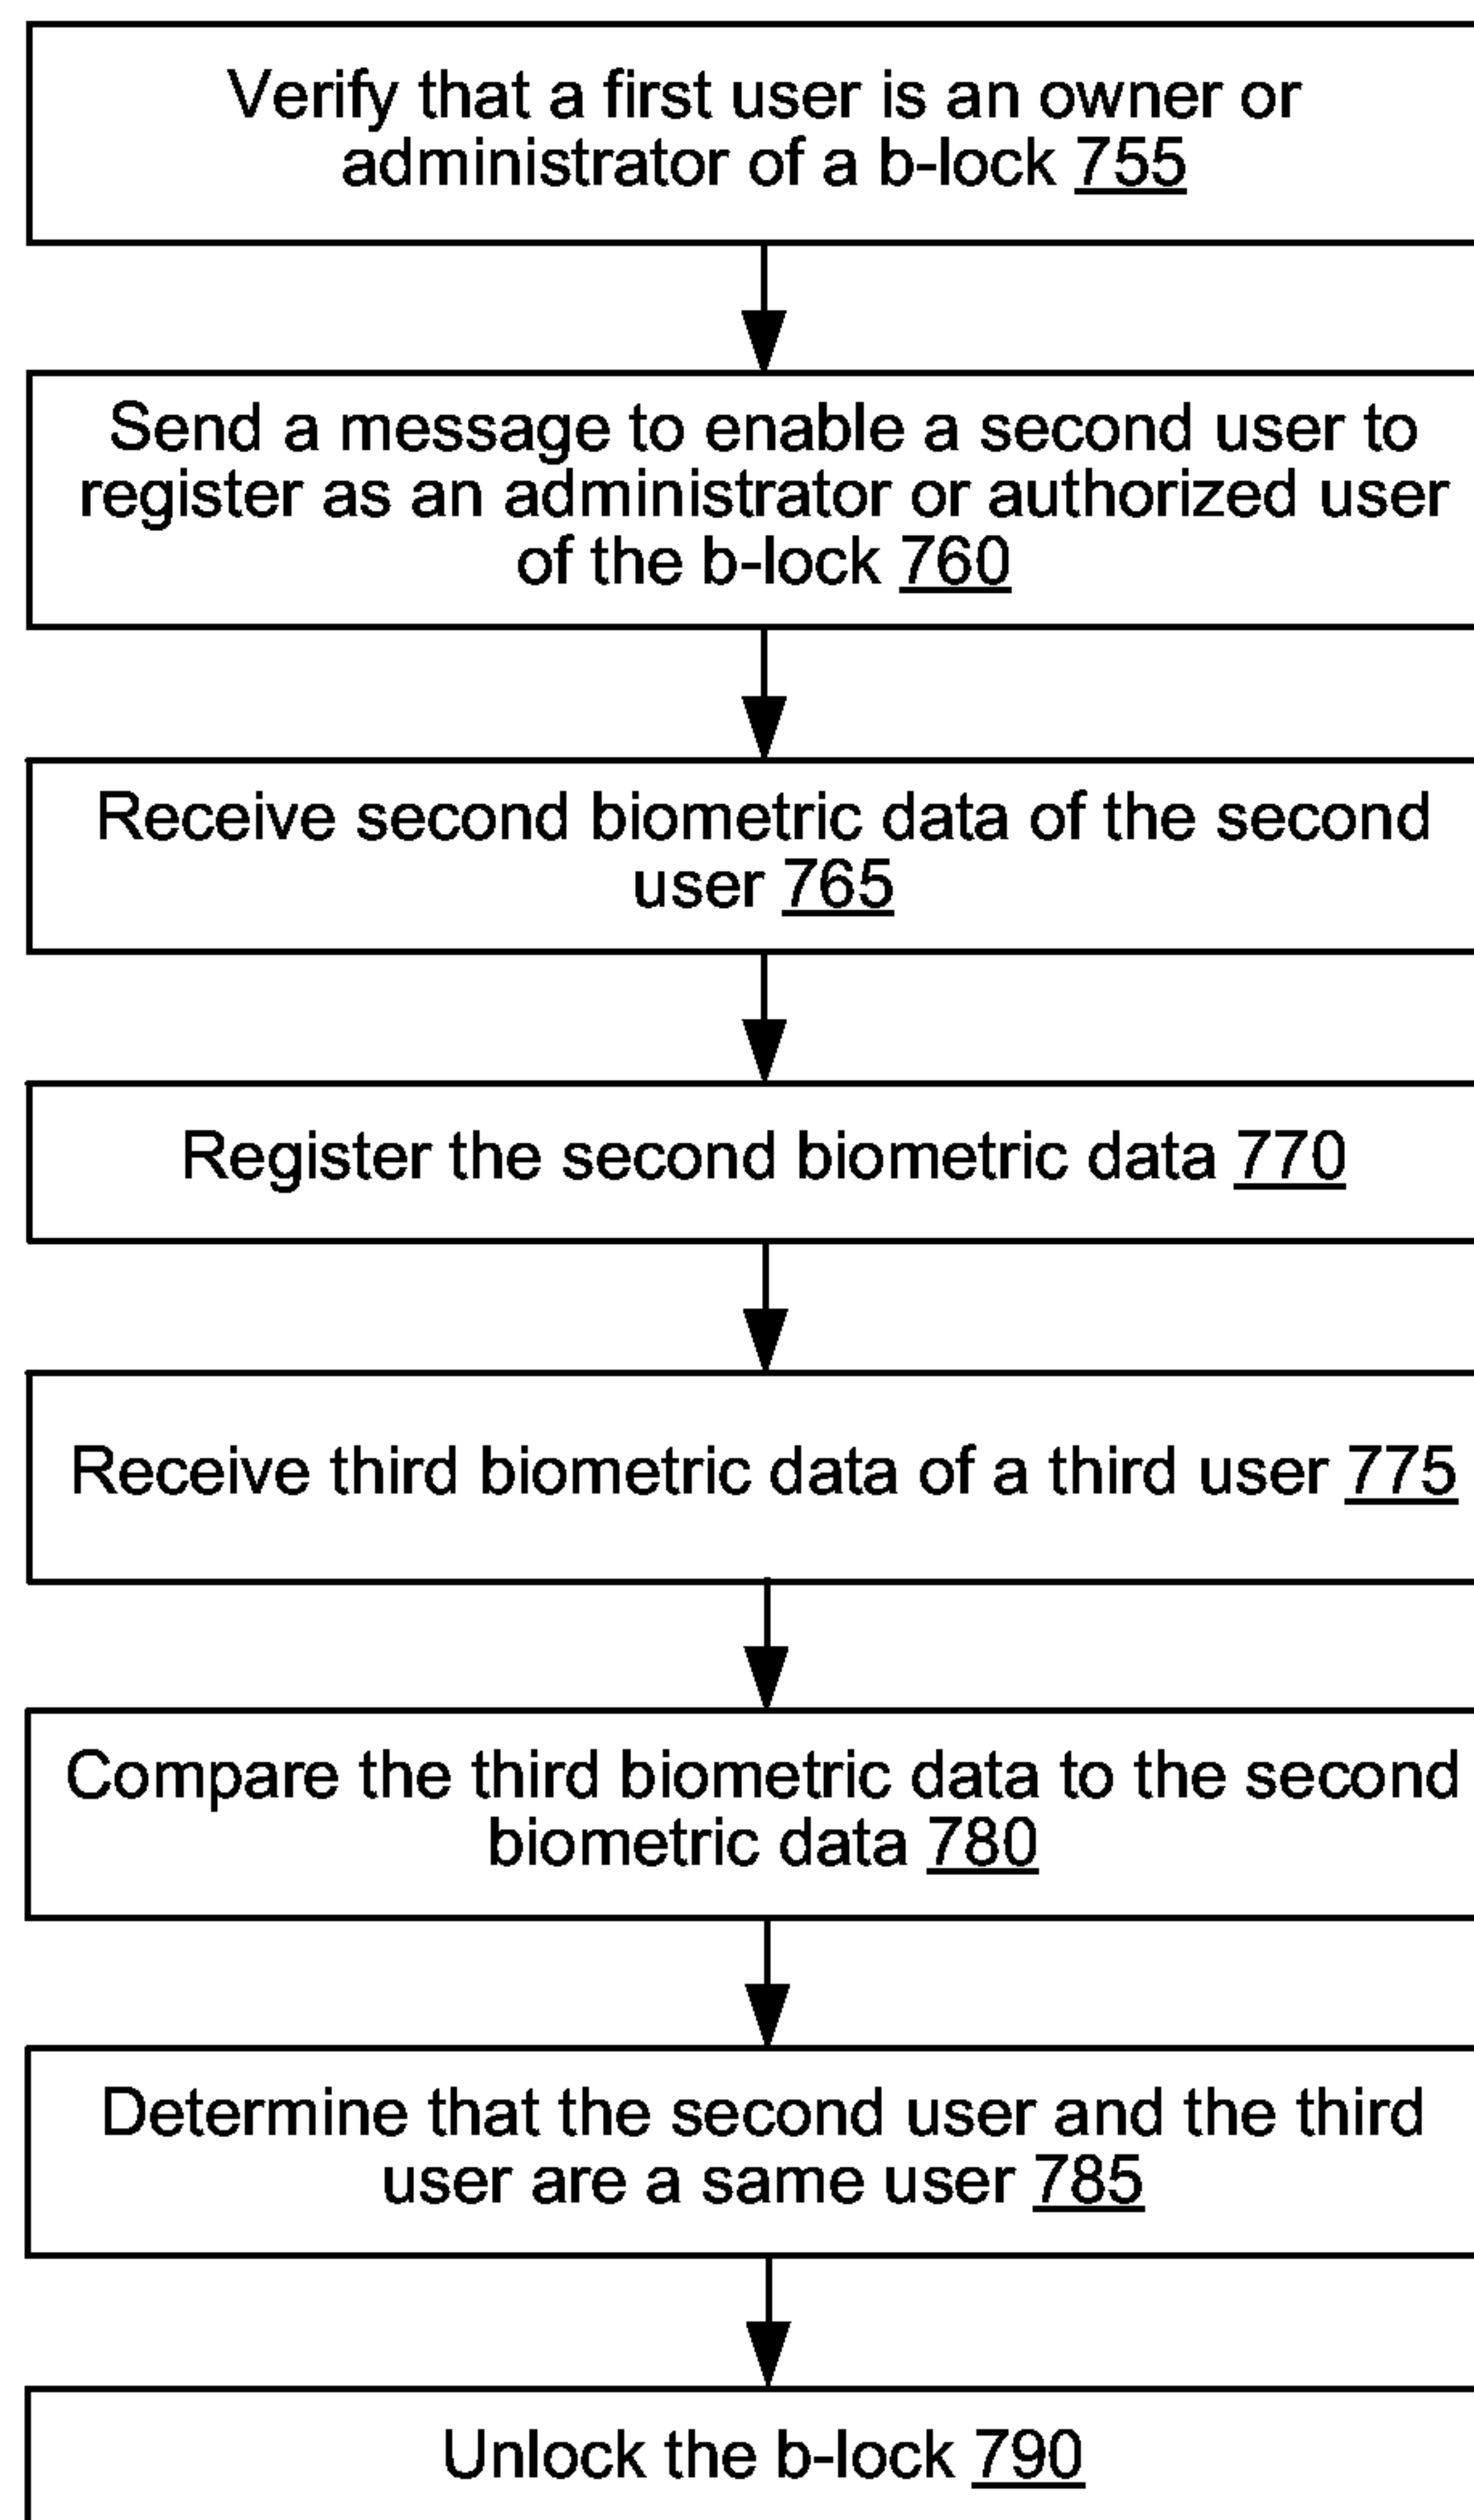 Verify that a first user is an owner or
administrator of a b-lock 755
Send a message to enable a second user to
register as an administrator or authorized user
of the b-lock 760
Receive second biometric data of the second
user 765
Register the second biometric data 770
Receive third biometric data of a third user 775
Compare the third biometric data to the second
biometric data 780
Determine that the second user and the third
user are a same user 785
Unlock the b-lock 790